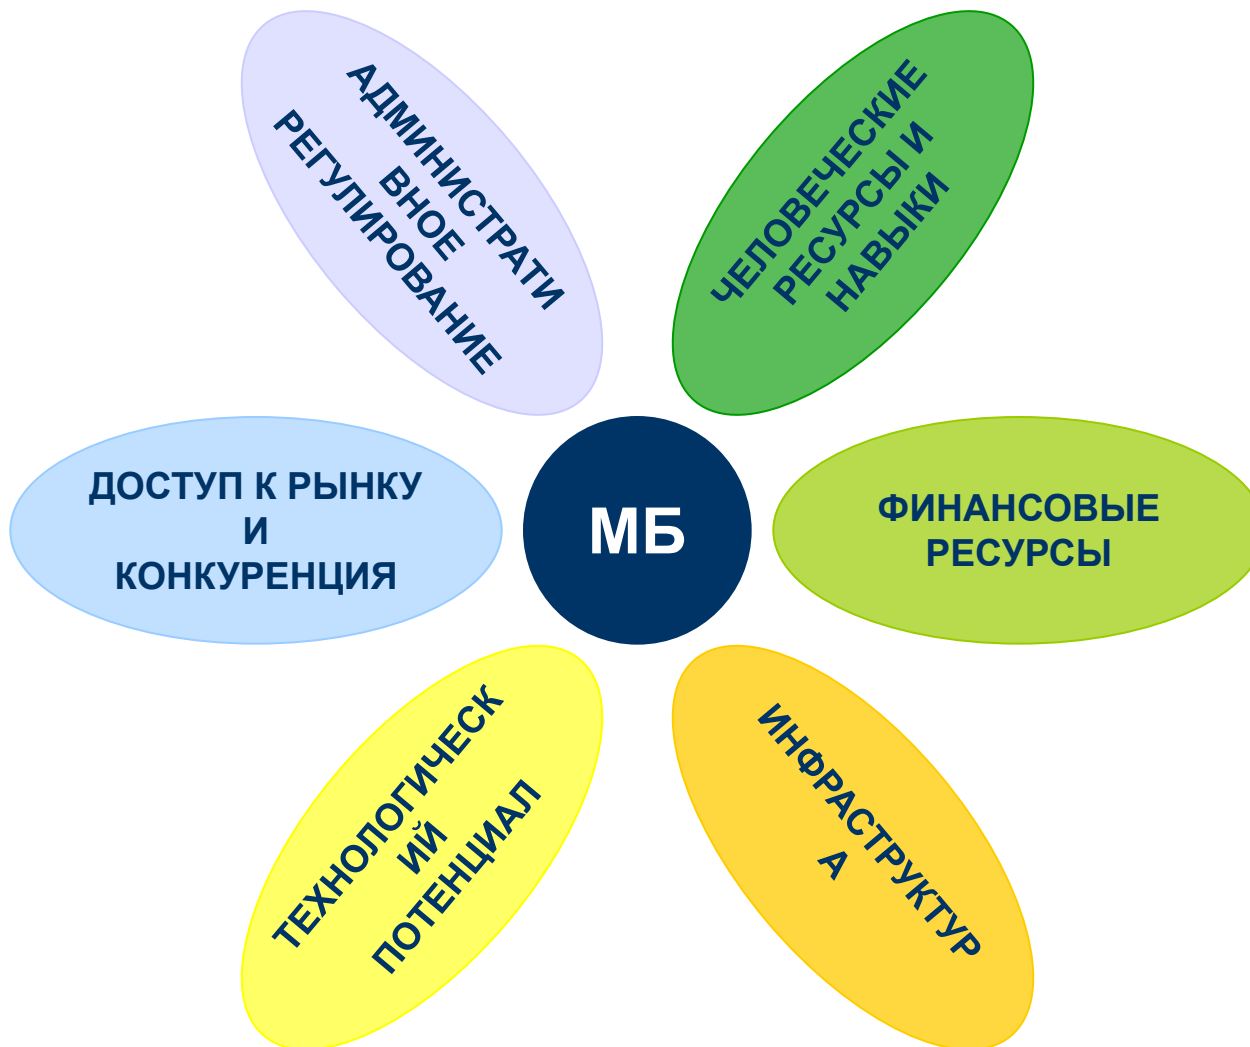 АДМИНИСТРАТИ
ВНОЕ
РЕГУЛИРОВАНИЕ
ЧЕЛОВЕЧЕСКИЕ
РЕСУРСЫ И
НАВЫКИ
ДОСТУП К РЫНКУ
И
КОНКУРЕНЦИЯ
МБ
ФИНАНСОВЫЕ
РЕСУРСЫ
ТЕХНОЛОГИЧЕСК
ИЙ
ПОТЕНЦИАЛ
ИНФРАСТРУКТУР
А